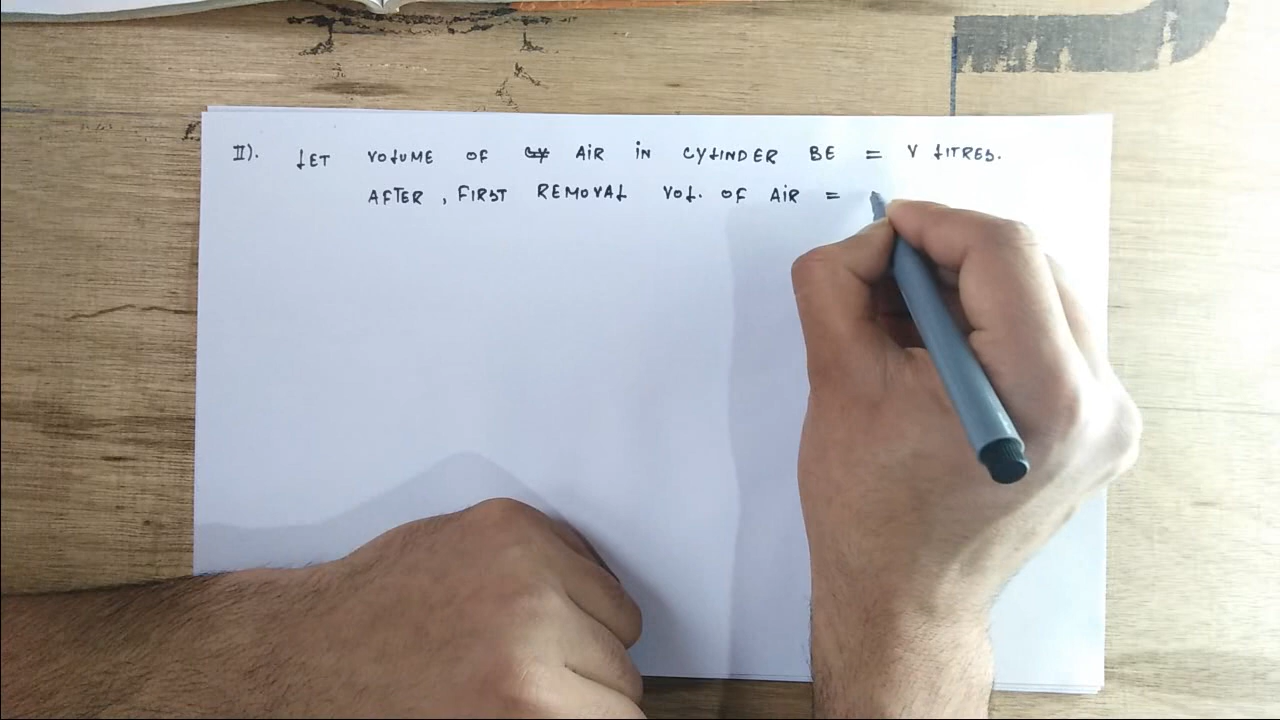 II). LET VOLUME OF AIR IN CYLINDER BE = V LITRES.
AFTER, FIRST REMOVAL VOL. OF AIR =